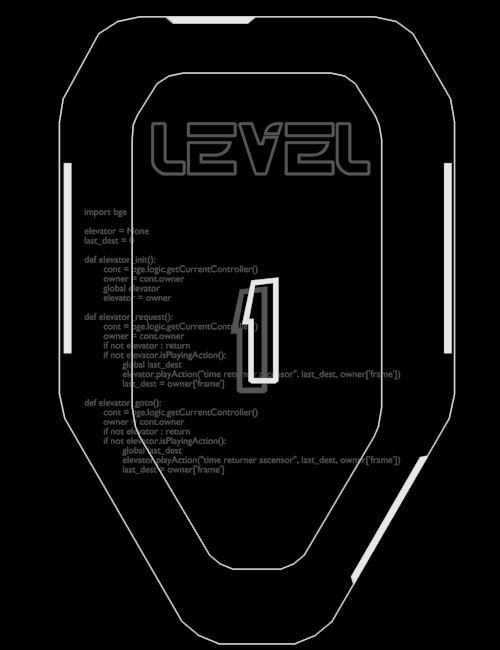 LEVEL
import bge
elevator = None
last_dest = 0
def elevator_init():
cont = bge.logic.getCurrentController()
owner = cont.owner
global elevator
elevator = owner
def elevator_request():
cont = bge.logic.getCurrentController()
owner = cont.owner
if not elevator : return
if not elevator.isPlayingAction():
global last_dest
elevator.playAction("time returner ascensor", last_dest, owner['frame'])
last_dest = owner['frame']
def elevator_goto():
cont = bge.logic.getCurrentController()
owner = cont.owner
if not elevator : return
if not elevator.isPlayingAction():
global last_dest
elevator.playAction("time returner ascensor", last_dest, owner['frame'])
last_dest = owner['frame']
1